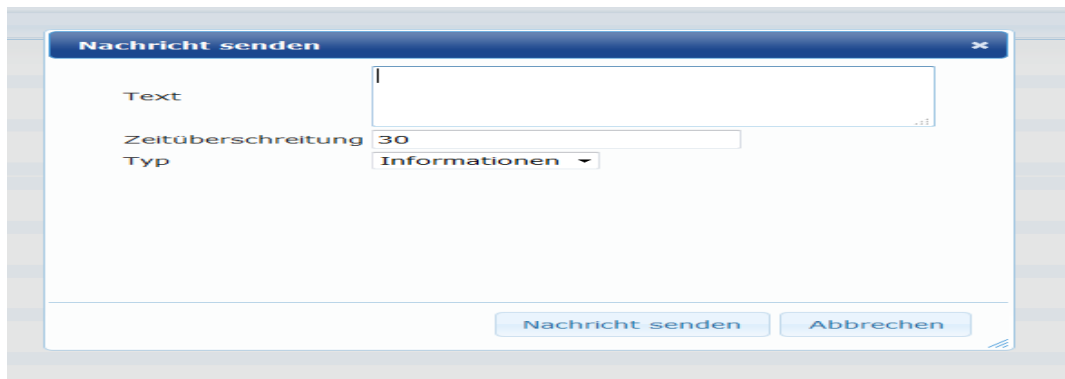 Nachricht senden
Text
Zeitüberschreitung 30
Typ Informationen
Nachricht senden Abbrechen